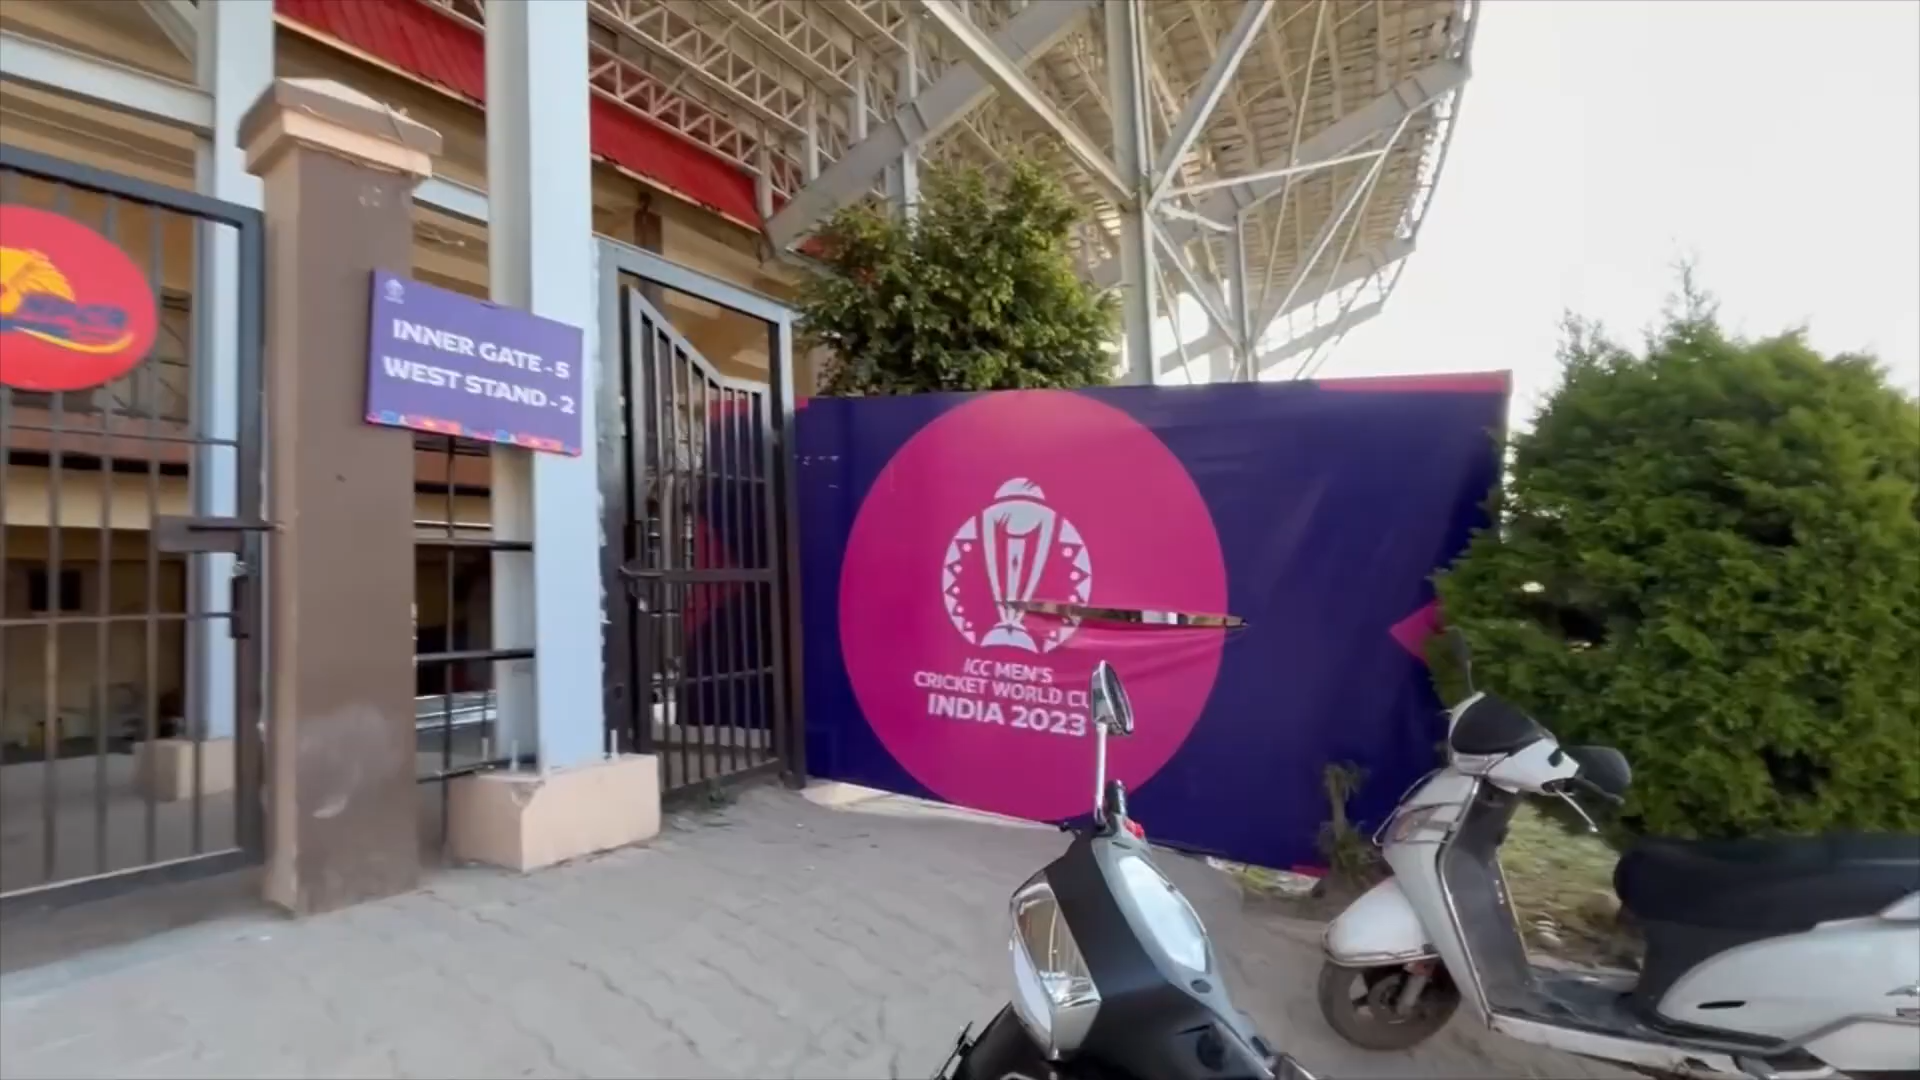 INNER GATE - 5
WEST STAND - 2
ICC MEN'S
CRICKET WORLD CU
INDIA 2023